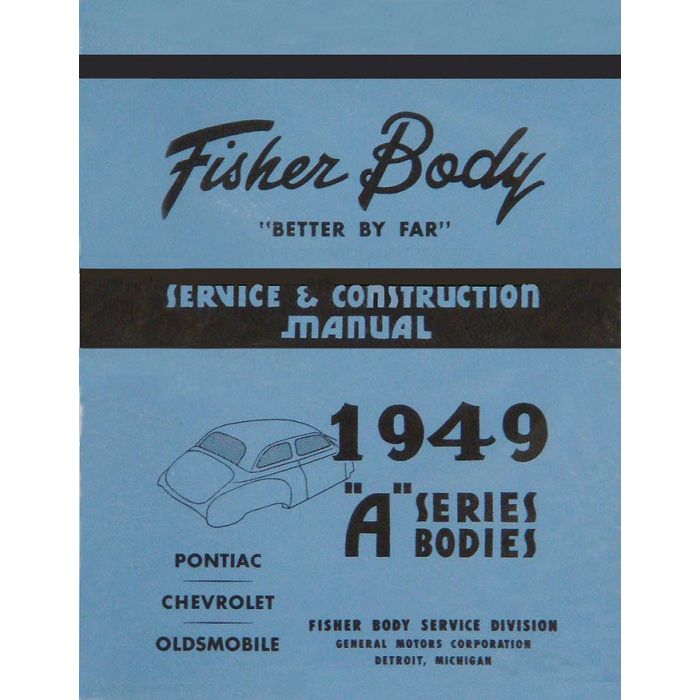 Fisher Body
"BETTER BY FAR"
SERVICE & CONSTRUCTION
MANUAL
1949
"A" SERIES
BODIES
PONTIAC
CHEVROLET
OLDSMOBILE
FISHER BODY SERVICE DIVISION
GENERAL MOTORS CORPORATION
DETROIT, MICHIGAN